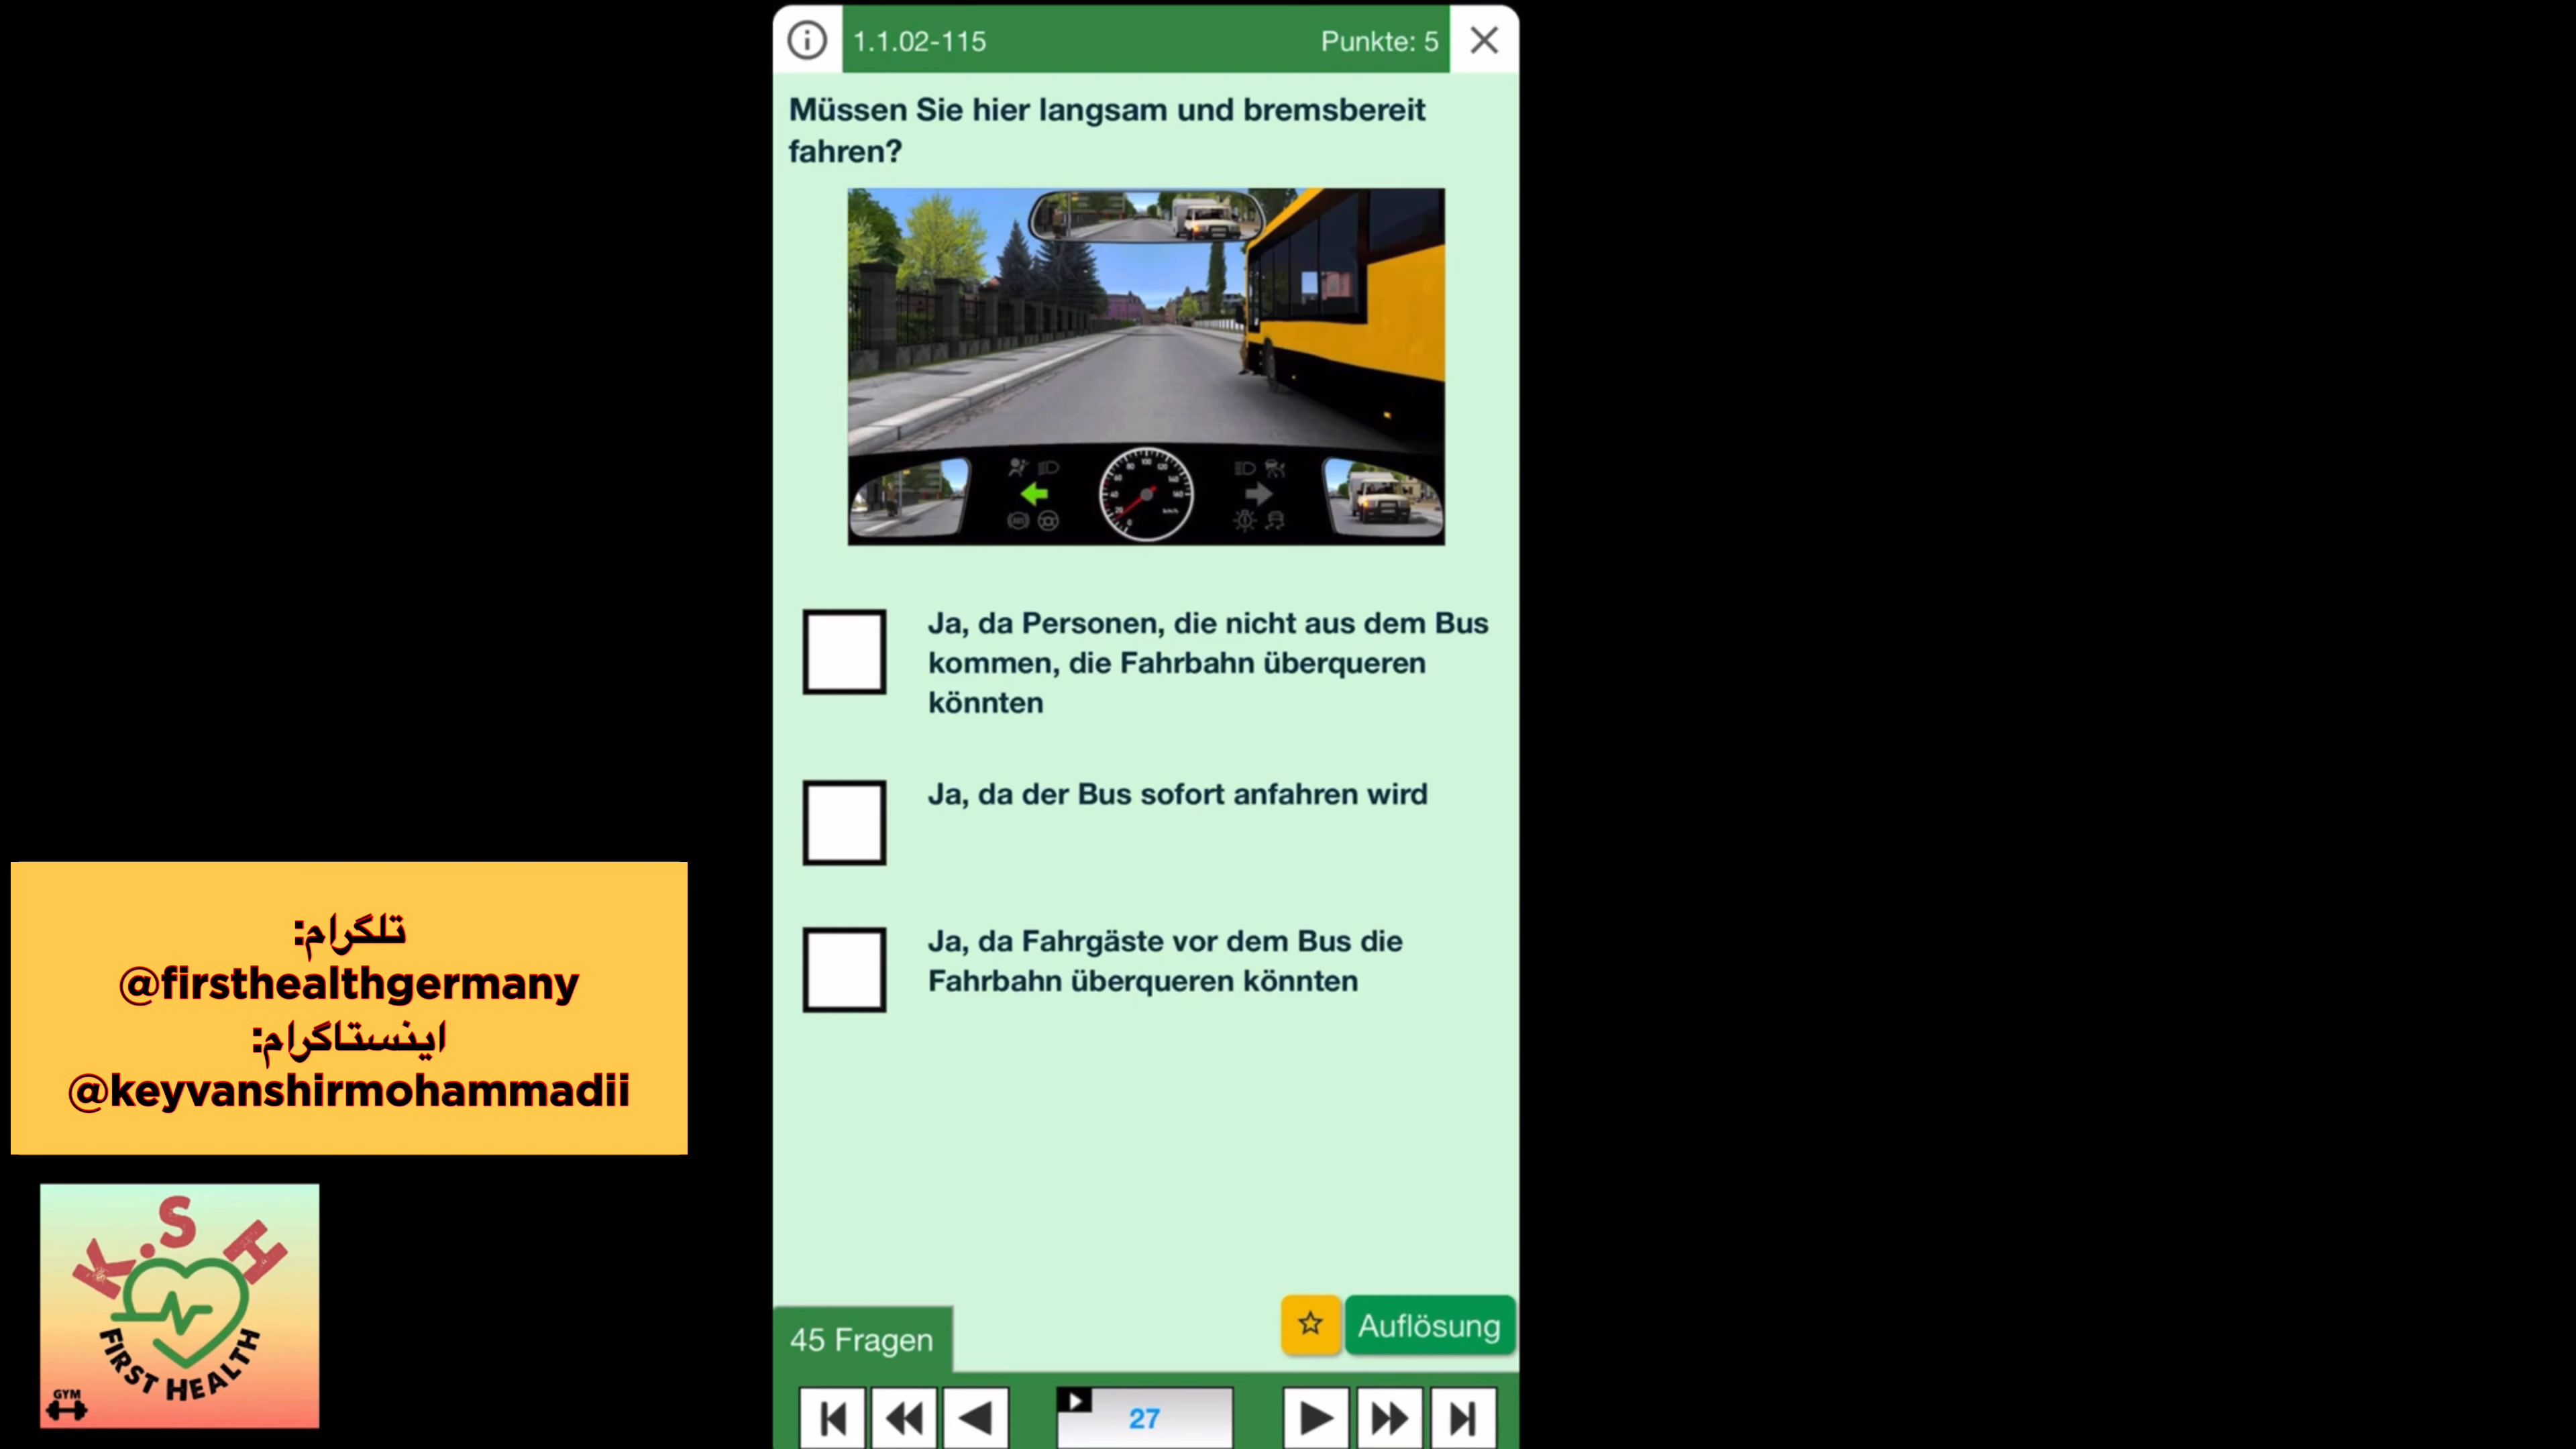 1.1.02-115
Punkte: 5
Müssen Sie hier langsam und bremsbereit
fahren?
Ja, da Personen, die nicht aus dem Bus
kommen, die Fahrbahn überqueren
könnten
Ja, da der Bus sofort anfahren wird
Ja, da Fahrgäste vor dem Bus die
Fahrbahn überqueren könnten
Auflösung
45 Fragen
27
تلگرام:
@firsthealthgermany
اینستاگرام:
@keyvanshirmohammadii
K.S.H
FIRST HEALTH
GYM